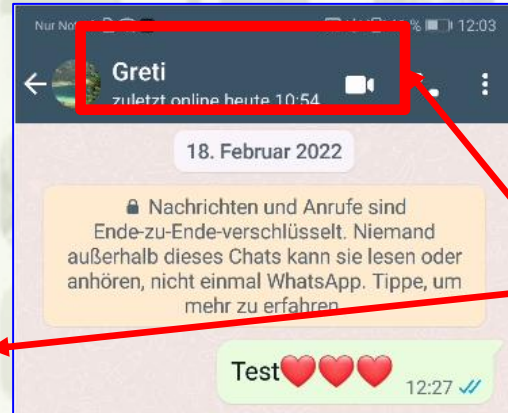 Nur No
% 12:03
Greti
zuletzt online heute 10:54
18. Februar 2022
Nachrichten und Anrufe sind
Ende-zu-Ende-verschlüsselt. Niemand
außerhalb dieses Chats kann sie lesen oder
anhören, nicht einmal WhatsApp. Tippe, um
mehr zu erfahren
Test❤️❤️❤️
12:27